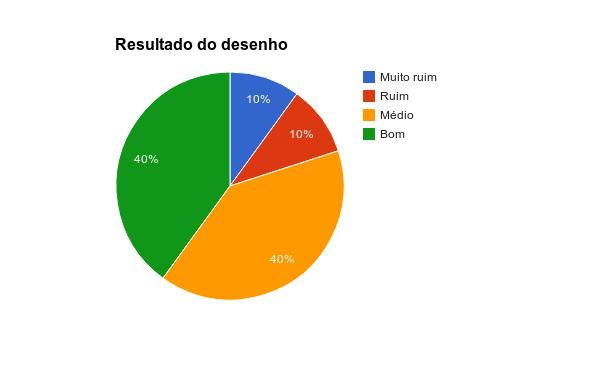 Resultado do desenho
Muito ruim
Ruim
Médio
Bom
10%
10%
40%
40%